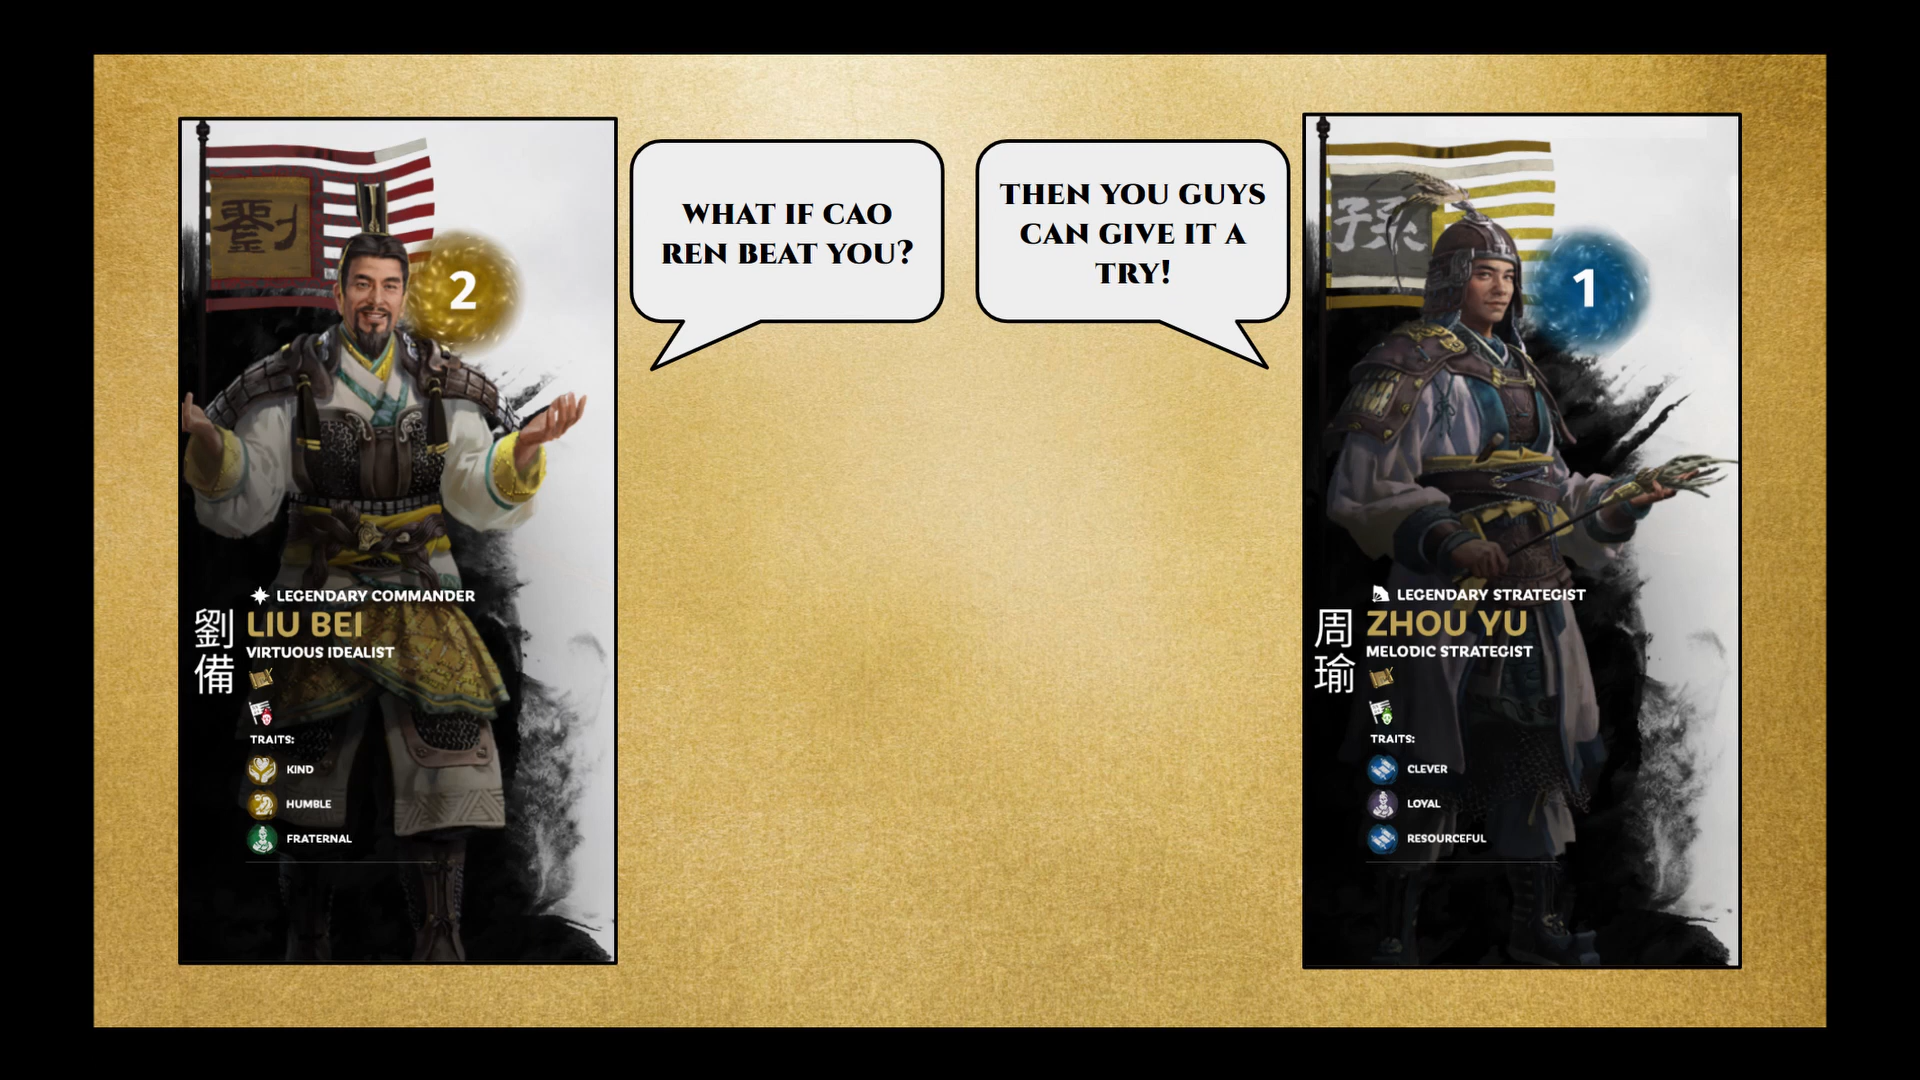 劉
2
WHAT IF CAO
REN BEAT YOU?
LEGENDARY COMMANDER
劉備
LIU BEI
VIRTUOUS IDEALIST
TRAITS:
KIND
HUMBLE
FRATERNAL
THEN YOU GUYS
CAN GIVE IT A
TRY!
孫
1
LEGENDARY STRATEGIST
周瑜
ZHOU YU
MELODIC STRATEGIST
TRAITS:
CLEVER
LOYAL
RESOURCEFUL